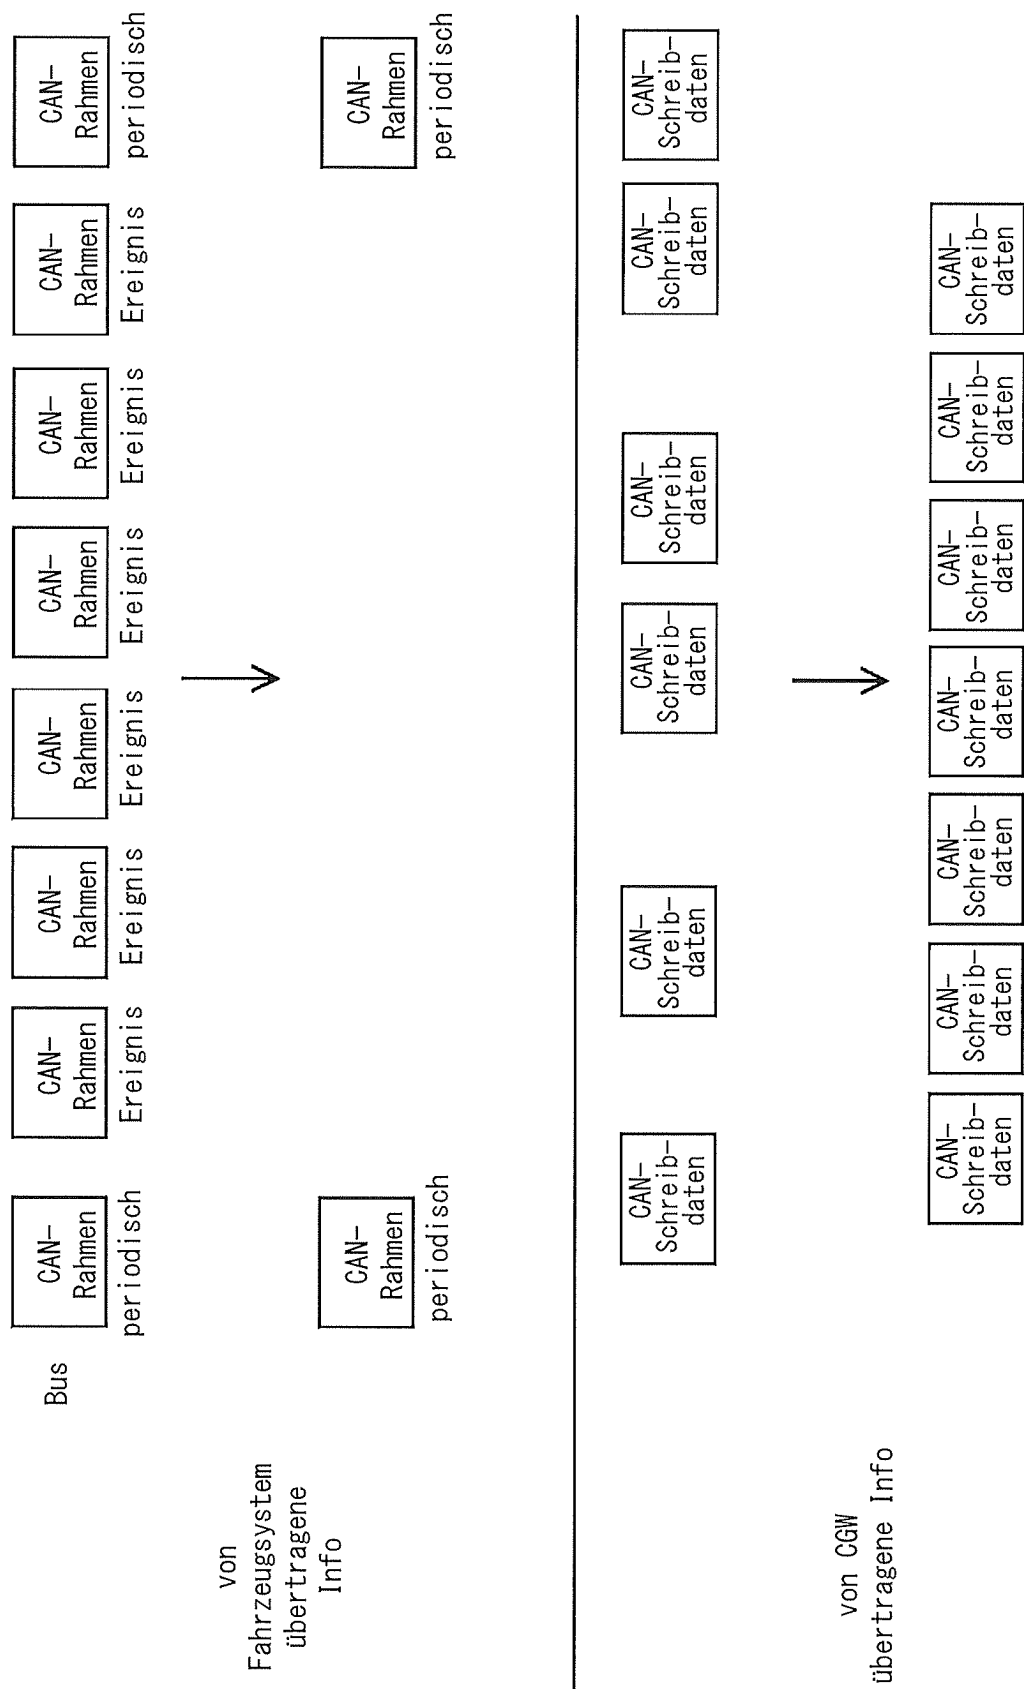 Bus
CAN−
Rahmen
periodisch
CAN−
Rahmen
Ereignis
CAN−
Rahmen
Ereignis
CAN−
Rahmen
Ereignis
CAN−
Rahmen
Ereignis
CAN−
Rahmen
Ereignis
CAN−
Rahmen
Ereignis
CAN−
Rahmen
periodisch
von
Fahrzeugsystem
übertragene
Info
CAN−
Rahmen
periodisch
CAN−
Rahmen
periodisch
CAN−
Schreib−
daten
CAN−
Schreib−
daten
CAN−
Schreib−
daten
CAN−
Schreib−
daten
CAN−
Schreib−
daten
CAN−
Schreib−
daten
von CGW
übertragene Info
CAN−
Schreib−
daten
CAN−
Schreib−
daten
CAN−
Schreib−
daten
CAN−
Schreib−
daten
CAN−
Schreib−
daten
CAN−
Schreib−
daten
CAN−
Schreib−
daten